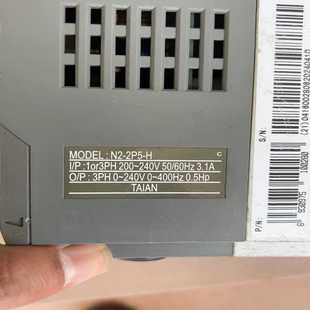 MODEL : N2-2P5-H C
I/P : 1or3PH 200~240V 50/60Hz 3.1A
O/P : 3PH 0~240V 0~400Hz 0.5Hp
TAIAN
S/N:
P/N: